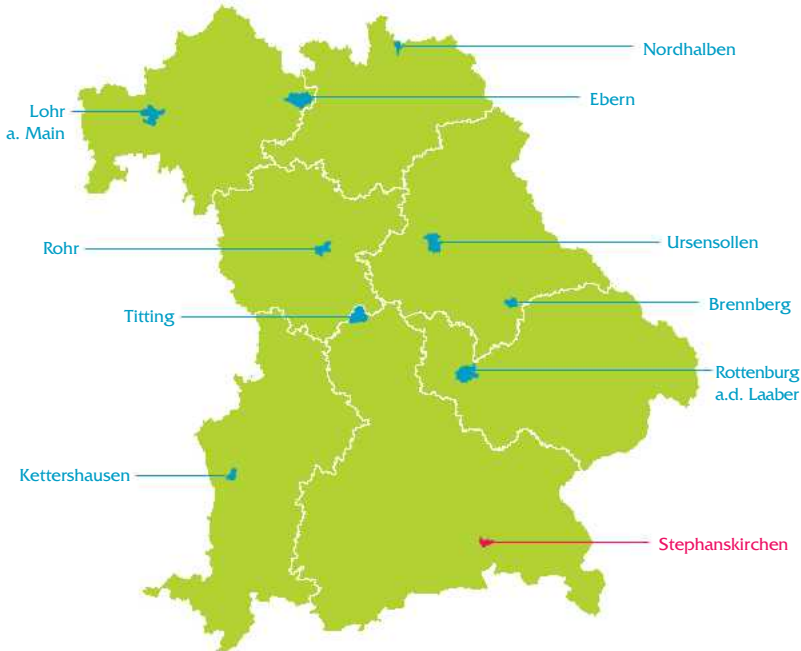 Nordhalben
Ebern
Lohr
a. Main
Rohr
Ursensollen
Brennberg
Titting
Rottenburg
a.d. Laaber
Kettershausen
Stephanskirchen